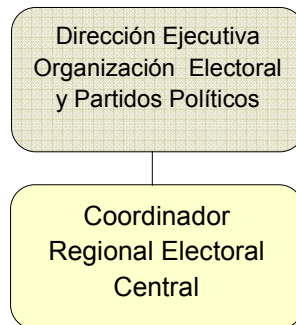 Dirección Ejecutiva
Organización Electoral
y Partidos Políticos
Coordinador
Regional Electoral
Central